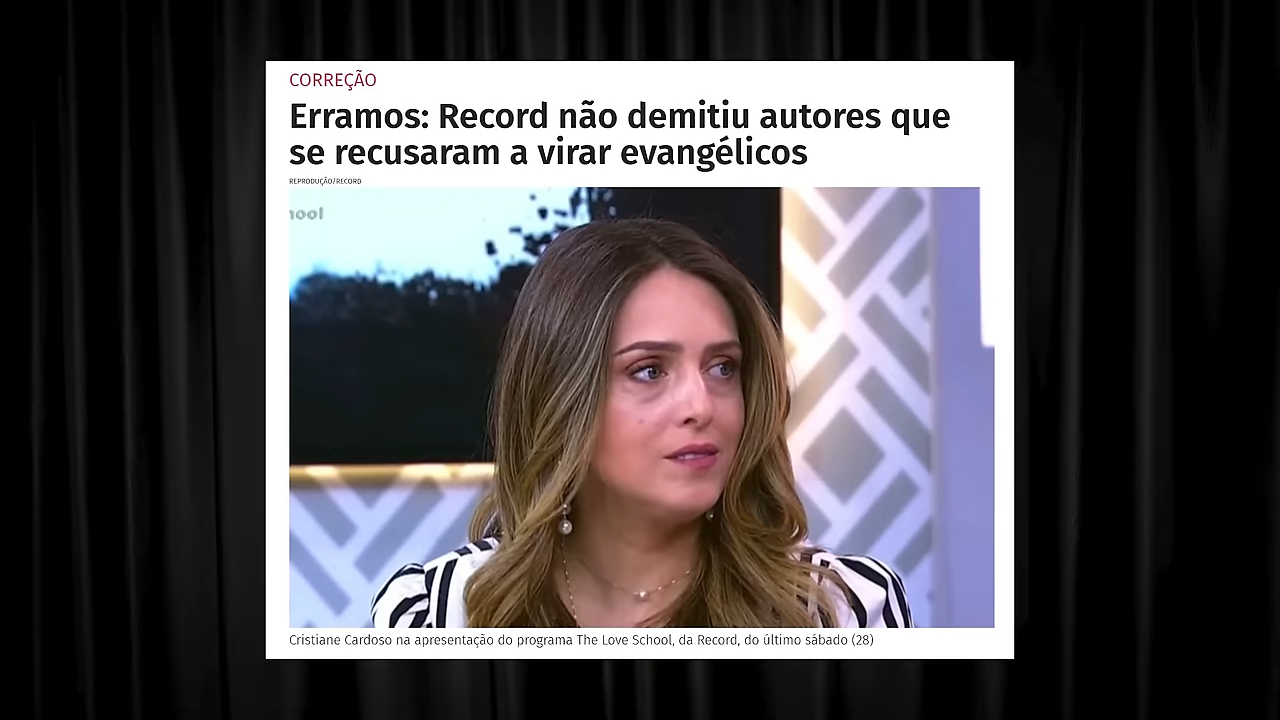 CORREÇÃO
Erramos: Record não demitiu autores que
se recusaram a virar evangélicos
REPRODUÇÃO/RECORD
hool
Cristiane Cardoso na apresentação do programa The Love School, da Record, do último sábado (28)